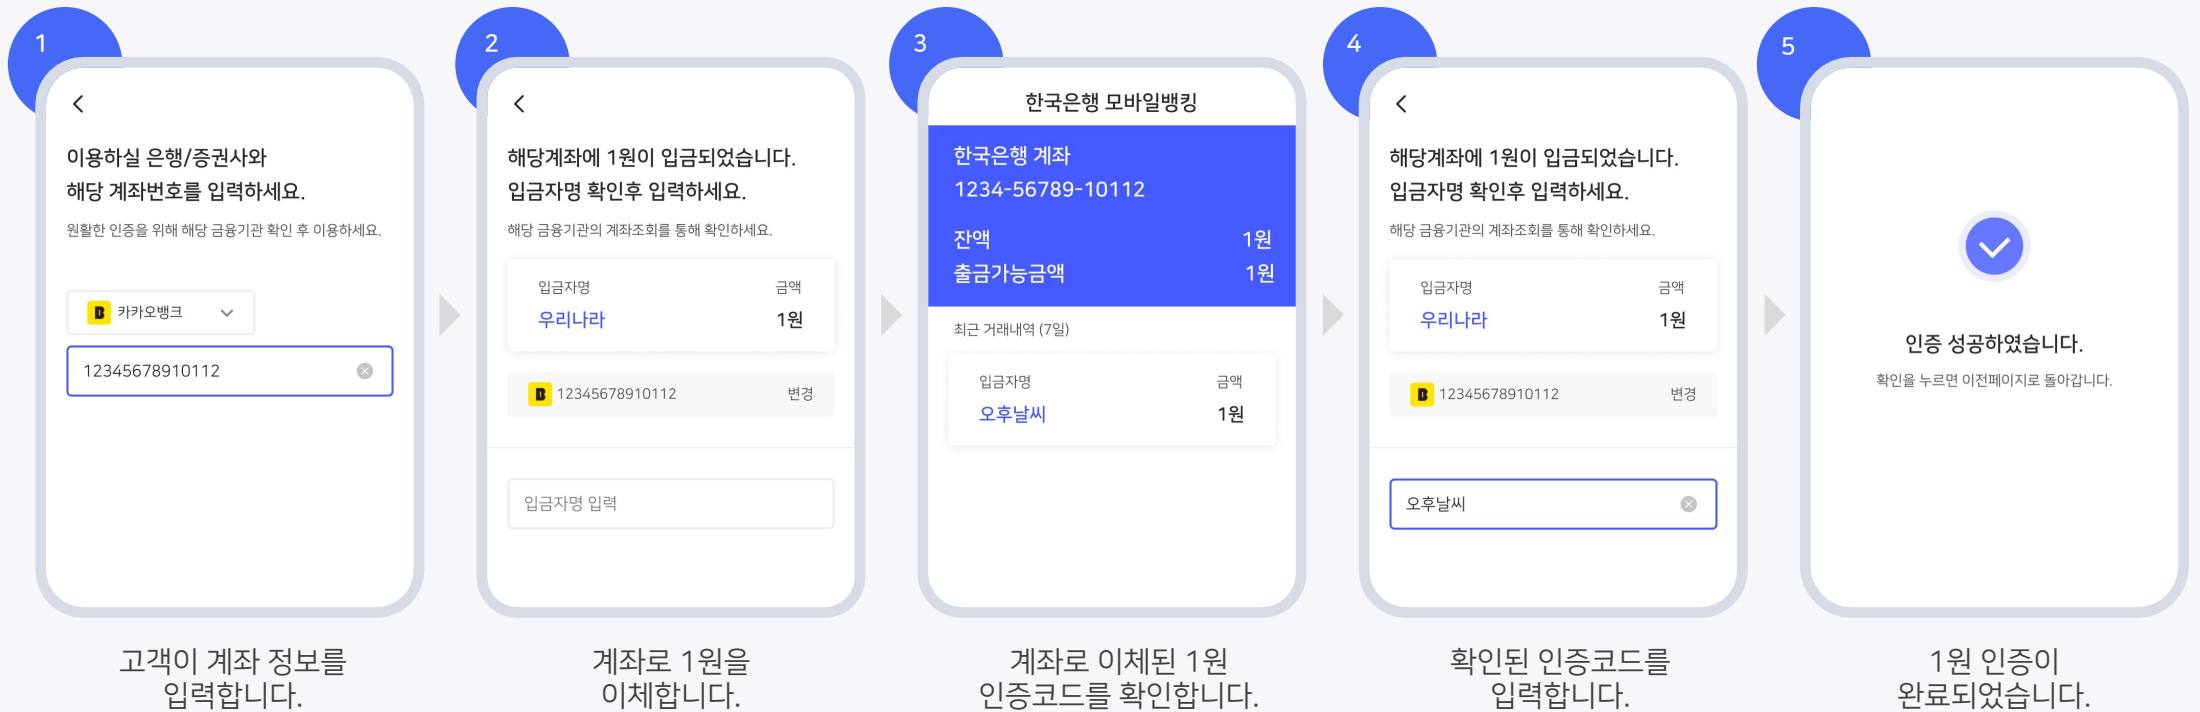 1
이용하실 은행/증권사와
해당 계좌번호를 입력하세요.
원활한 인증을 위해 해당 금융기관 확인 후 이용하세요.
B 카카오뱅크
12345678910112
고객이 계좌 정보를
입력합니다.
2
해당계좌에 1원이 입금되었습니다.
입금자명 확인후 입력하세요.
해당 금융기관의 계좌조회를 통해 확인하세요.
입금자명 금액
우리나라 1원
B 12345678910112 변경
입금자명 입력
계좌로 1원을
이체합니다.
3
한국은행 모바일뱅킹
한국은행 계좌
1234-56789-10112
잔액 1원
출금가능금액 1원
최근 거래내역 (7일)
입금자명 금액
오후날씨 1원
계좌로 이체된 1원
인증코드를 확인합니다.
4
해당계좌에 1원이 입금되었습니다.
입금자명 확인후 입력하세요.
해당 금융기관의 계좌조회를 통해 확인하세요.
입금자명 금액
우리나라 1원
B 12345678910112 변경
오후날씨
확인된 인증코드를
입력합니다.
5
인증 성공하였습니다.
확인을 누르면 이전페이지로 돌아갑니다.
1원 인증이
완료되었습니다.